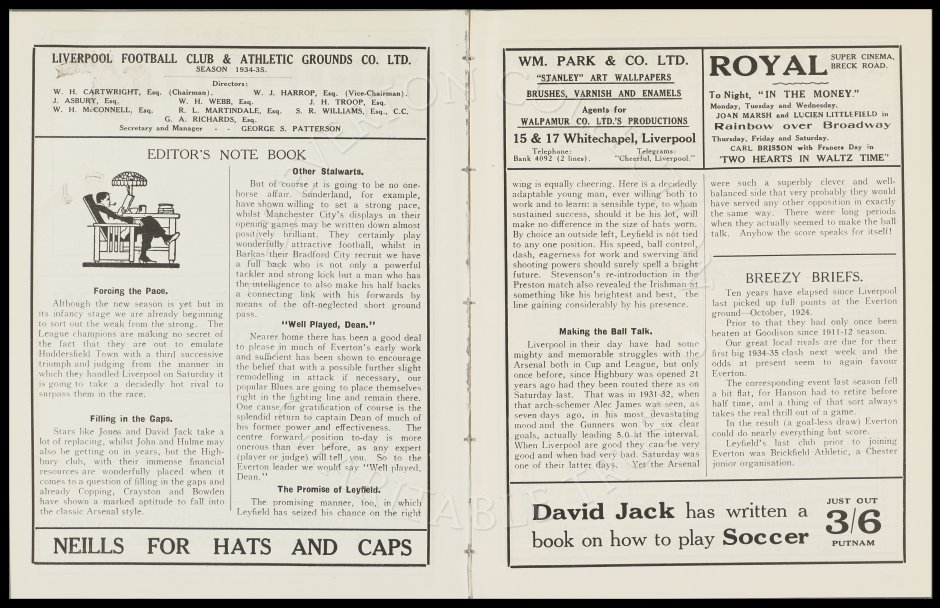 LIVERPOOL FOOTBALL CLUB & ATHLETIC GROUNDS CO. LTD.
SEASON 1934-35.
Directors:
W. H. CARTWRIGHT, Esq. (Chairman). W. J. HARROP, Esq. (Vice-Chairman).
J. ASBURY, Esq. W. H. WEBB, Esq. J. H. TROOP, Esq.
W. H. McCONNELL, Esq. R. L. MARTINDALE, Esq. S. R. WILLIAMS, Esq., C.C.
G. A. RICHARDS, Esq.
Secretary and Manager - - GEORGE S. PATTERSON
EDITOR'S NOTE BOOK
Forcing the Pace.
Although the new season is yet but in
its infancy stage we are already beginning
to sort out the weak from the strong. The
League champions are making no secret of
the fact that they are out to emulate
Huddersfield Town with a third successive
triumph and judging from the manner in
which they handled Liverpool on Saturday it
is going to take a decidedly hot rival to
surpass them in the race.
Filling in the Gaps.
Stars like Jones and David Jack take a
lot of replacing, whilst John and Hulme may
also be getting on in years, but the High-
bury club, with their immense financial
resources are wonderfully placed when it
comes to a question of filling in the gaps and
already Copping, Crayston and Bowden
have shown a marked aptitude to fall into
the classic Arsenal style.
Other Stalwarts.
But of course it is going to be no one-
horse affair. Sunderland, for example,
have shown willing to set a strong pace,
whilst Manchester City's displays in their
opening games may be written down almost
positively brilliant. They certainly play
wonderfully attractive football, whilst in
Barkas their Bradford City recruit we have
a full back who is not only a powerful
tackler and strong kick but a man who has
the intelligence to also make his half backs
a connecting link with his forwards by
means of the oft-neglected short ground
pass.
"Well Played, Dean."
Nearer home there has been a good deal
to please in much of Everton's early work
and sufficient has been shown to encourage
the belief that with a possible further slight
remodelling in attack if necessary, our
popular Blues are going to place themselves
right in the fighting line and remain there.
One cause for gratification of course is the
splendid return to captain Dean of much of
his former power and effectiveness. The
centre forward position to-day is more
onerous than ever before, as any expert
(player or judge) will tell you. So to the
Everton leader we would say "Well played,
Dean."
The Promise of Leyfield.
The promising manner, too, in which
Leyfield has seized his chance on the right
NEILLS FOR HATS AND CAPS
WM. PARK & CO. LTD.
"STANLEY" ART WALLPAPERS
BRUSHES, VARNISH AND ENAMELS
Agents for
WALPAMUR CO. LTD.'S PRODUCTIONS
15 & 17 Whitechapel, Liverpool
Telephone: Telegrams:
Bank 4092 (2 lines). "Cheerful, Liverpool."
ROYAL SUPER CINEMA,
BRECK ROAD.
To Night, "IN THE MONEY."
Monday, Tuesday and Wednesday.
JOAN MARSH and LUCIEN LITTLEFIELD in
Rainbow over Broadway
Thursday, Friday and Saturday.
CARL BRISSON with Frances Day in
'TWO HEARTS IN WALTZ TIME"
wing is equally cheering. Here is a decidedly
adaptable young man, ever willing both to
work and to learn: a sensible type, to whom
sustained success, should it be his lot, will
make no difference in the size of hats worn.
By choice an outside left, Leyfield is not tied
to any one position. His speed, ball control,
dash, eagerness for work and swerving and
shooting powers should surely spell a bright
future. Stevenson's re-introduction in the
Preston match also revealed the Irishman at
something like his brightest and best, the
line gaining considerably by his presence.
Making the Ball Talk.
Liverpool in their day have had some
mighty and memorable struggles with the
Arsenal both in Cup and League, but only
once before, since Highbury was opened 21
years ago had they been routed there as on
Saturday last. That was in 1931-32, when
that arch-schemer Alec James was seen, as
seven days ago, in his most devastating
mood and the Gunners won by six clear
goals, actually leading 5.0. at the interval.
When Liverpool are good they can be very
good and when bad very bad. Saturday was
one of their latter days. Yet the Arsenal
were such a superbly clever and well-
balanced side that very probably they would
have served any other opposition in exactly
the same way. There were long periods
when they actually seemed to make the ball
talk. Anyhow the score speaks for itself!
BREEZY BRIEFS.
Ten years have elapsed since Liverpool
last picked up full points at the Everton
ground—October, 1924.
Prior to that they had only once been
beaten at Goodison since 1911-12 season.
Our great local rivals are due for their
first big 1934-35 clash next week and the
odds at present seem to again favour
Everton.
The corresponding event last season fell
a bit flat, for Hanson had to retire before
half time, and a thing of that sort always
takes the real thrill out of a game.
In the result (a goal-less draw) Everton
could do nearly everything but score.
Leyfield's last club prior to joining
Everton was Brickfield Athletic, a Chester
junior organisation.
David Jack has written a
book on how to play Soccer
JUST OUT
3/6
PUTNAM